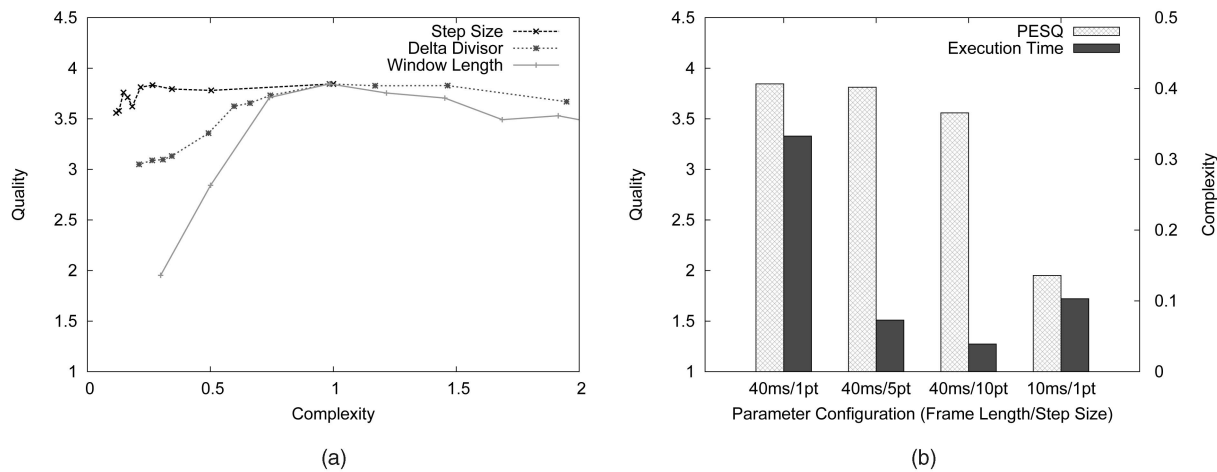 4.5
4
3.5
3
2.5
2
1.5
1
Quality
0
0.5
1
1.5
2
Complexity
Step Size
Delta Divisor
Window Length
(a)
4.5
4
3.5
3
2.5
2
1.5
1
Quality
PESQ
Execution Time
0.5
0.4
0.3
0.2
0.1
0
Complexity
40ms/1pt
40ms/5pt
40ms/10pt
10ms/1pt
Parameter Configuration (Frame Length/Step Size)
(b)